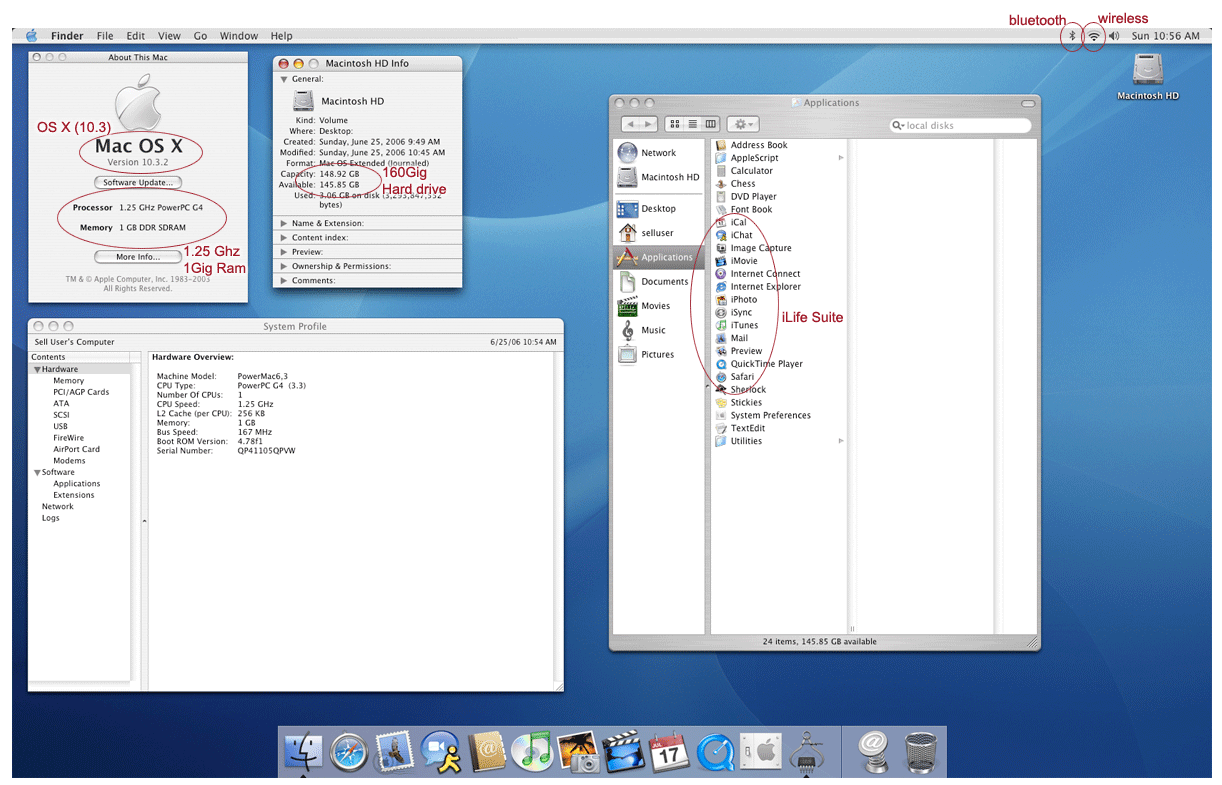 bluetooth wireless
Finder File Edit View Go Window Help Sun 10:56 AM
About This Mac
OS X (10.3)
Mac OS X
Version 10.3.2
Software Update...
Processor 1.25 GHz PowerPC G4
Memory 1 GB DDR SDRAM
More Info...
1.25 Ghz
1Gig Ram
TM & © Apple Computer, Inc. 1983-2003
All Rights Reserved.
Macintosh HD Info
General:
Macintosh HD
Kind: Volume
Where: Desktop:
Created: Sunday, June 25, 2006 9:49 AM
Modified: Sunday, June 25, 2006 10:45 AM
Format: Mac OS Extended (Journaled)
Capacity: 148.92 GB
Available: 145.85 GB
Used: 3.06 GB on disk (3,293,847,552
bytes)
160Gig
Hard drive
Name & Extension:
Content index:
Preview:
Ownership & Permissions:
Comments:
Macintosh HD
Applications
local disks
Network
Macintosh HD
Desktop
selluser
Applications
Documents
Movies
Music
Pictures
Address Book
AppleScript
Calculator
Chess
DVD Player
Font Book
iCal
iChat
Image Capture
iMovie
Internet Connect
Internet Explorer
iPhoto
iSync
iTunes
Mail
Preview
QuickTime Player
Safari
Sherlock
Stickies
System Preferences
TextEdit
Utilities
iLife Suite
24 items, 145.85 GB available
System Profile
Sell User's Computer 6/25/06 10:54 AM
Contents
Hardware
Memory
PCI/AGP Cards
ATA
SCSI
USB
FireWire
AirPort Card
Modems
Software
Applications
Extensions
Network
Logs
Hardware Overview:
Machine Model: PowerMac6,3
CPU Type: PowerPC G4 (3.3)
Number Of CPUs: 1
CPU Speed: 1.25 GHz
L2 Cache (per CPU): 256 KB
Memory: 1 GB
Bus Speed: 167 MHz
Boot ROM Version: 4.78f1
Serial Number: QP41105QPVW
JUL
17